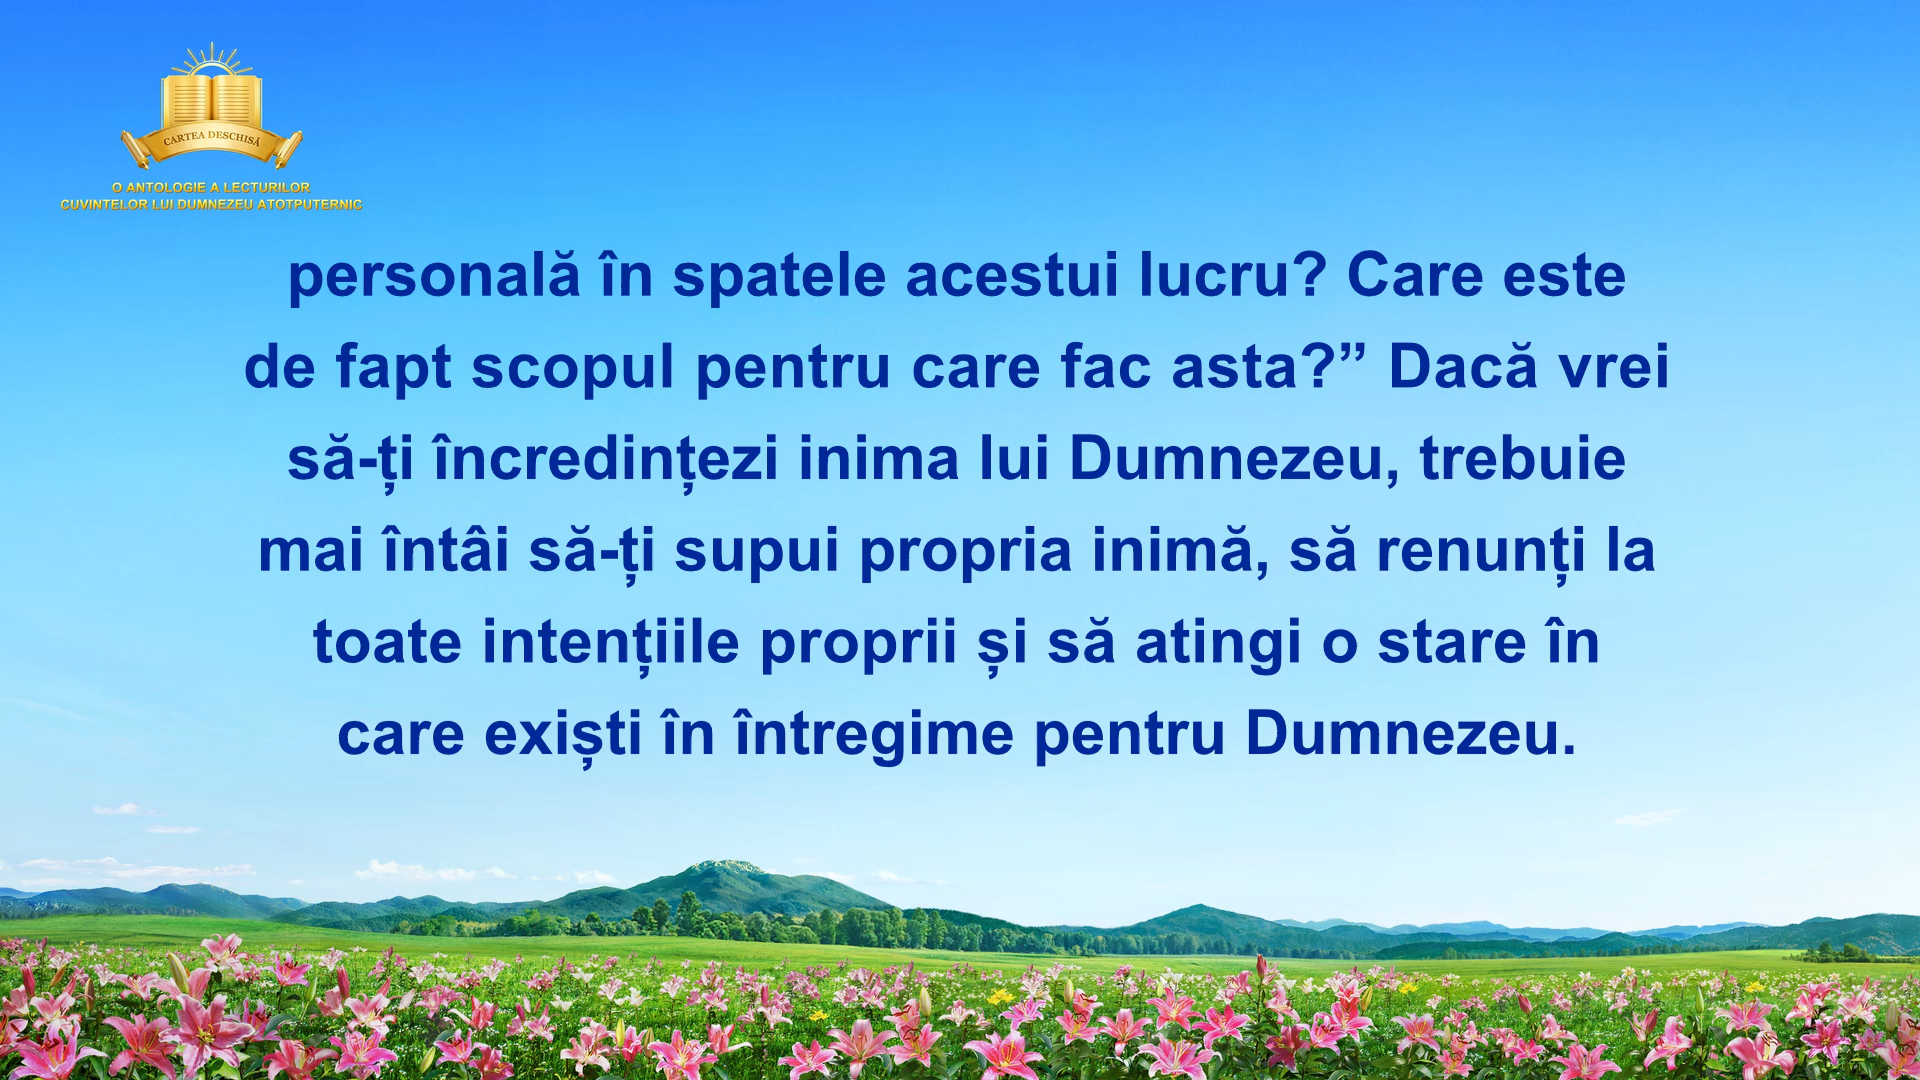 CARTEA DESCHISĂ
O ANTOLOGIE A LECTURILOR
CUVINTELOR LUI DUMNEZEU ATOTPUTERNIC
personală în spatele acestui lucru? Care este
de fapt scopul pentru care fac asta?” Dacă vrei
să-ți încredințezi inima lui Dumnezeu, trebuie
mai întâi să-ți supui propria inimă, să renunți la
toate intențiile proprii și să atingi o stare în
care exiști în întregime pentru Dumnezeu.